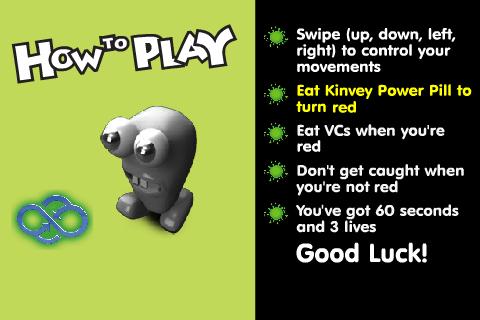 HOW TO PLAY
Swipe (up, down, left,
right) to control your
movements
Eat Kinvey Power Pill to
turn red
Eat VCs when you're
red
Don't get caught when
you're not red
You've got 60 seconds
and 3 lives
Good Luck!